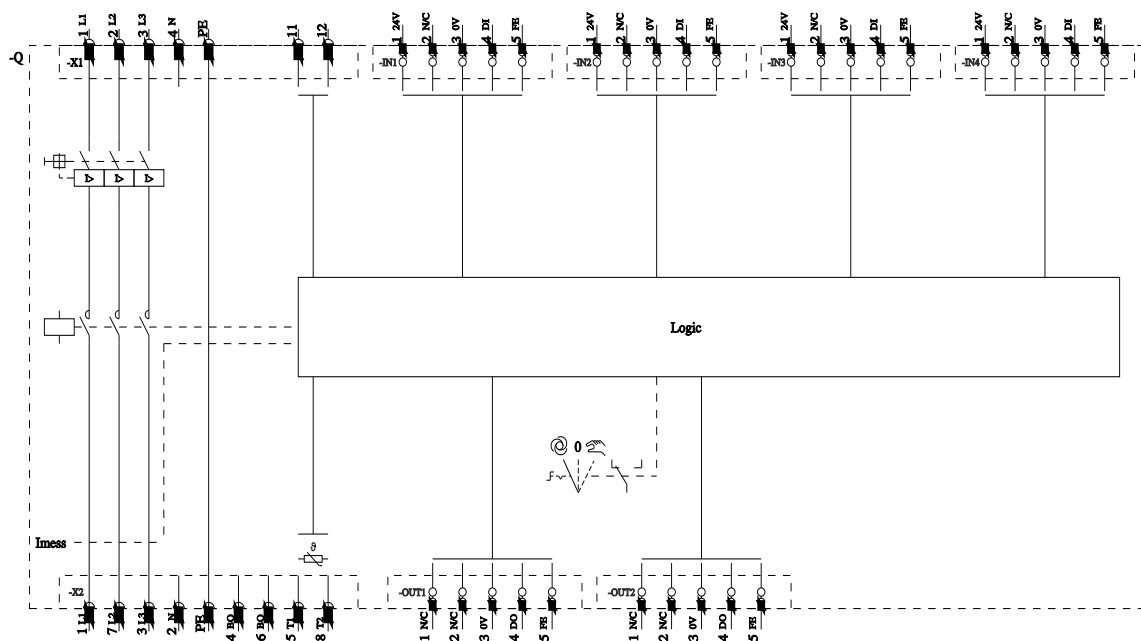 1 L1 2 L2 3 L3 4 N PE 11 12 1 24V 2 N/C 3 0V 4 DI 5 FE 1 24V 2 N/C 3 0V 4 DI 5 FE 1 24V 2 N/C 3 0V 4 DI 5 FE 1 24V 2 N/C 3 0V 4 DI 5 FE
-Q -X1 -IN1 -IN2 -IN3 -IN4
I> I> I>
Logic
0
Imess
ϑ
-X2 -OUT1 -OUT2
1 L1 7 L2 3 L3 2 N PE 4 BO 6 BO 5 T1 8 T2 1 N/C 2 N/C 3 0V 4 DO 5 FE 1 N/C 2 N/C 3 0V 4 DO 5 FE